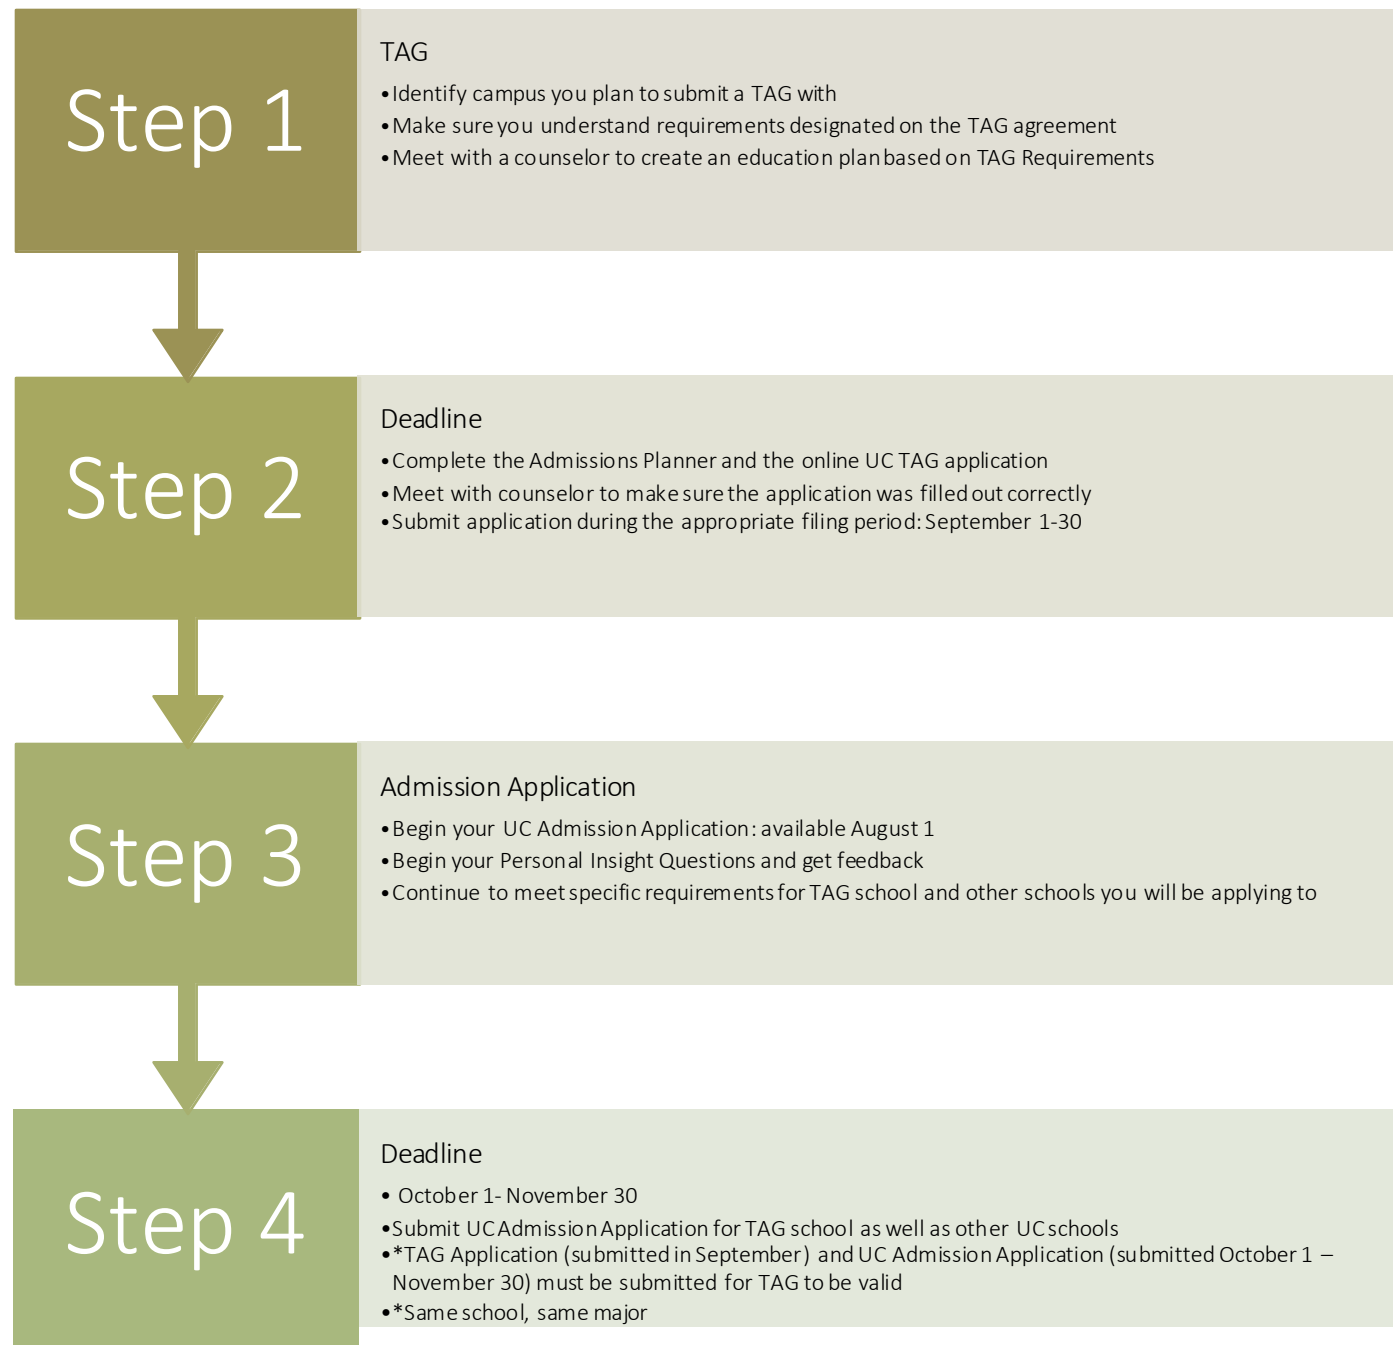 Step 1
TAG
•Identify campus you plan to submit a TAG with
•Make sure you understand requirements designated on the TAG agreement
•Meet with a counselor to create an education plan based on TAG Requirements
Step 2
Deadline
•Complete the Admissions Planner and the online UC TAG application
•Meet with counselor to make sure the application was filled out correctly
•Submit application during the appropriate filing period: September 1-30
Step 3
Admission Application
•Begin your UC Admission Application: available August 1
•Begin your Personal Insight Questions and get feedback
•Continue to meet specific requirements for TAG school and other schools you will be applying to
Step 4
Deadline
• October 1- November 30
•Submit UC Admission Application for TAG school as well as other UC schools
•*TAG Application (submitted in September) and UC Admission Application (submitted October 1 –
November 30) must be submitted for TAG to be valid
•*Same school, same major